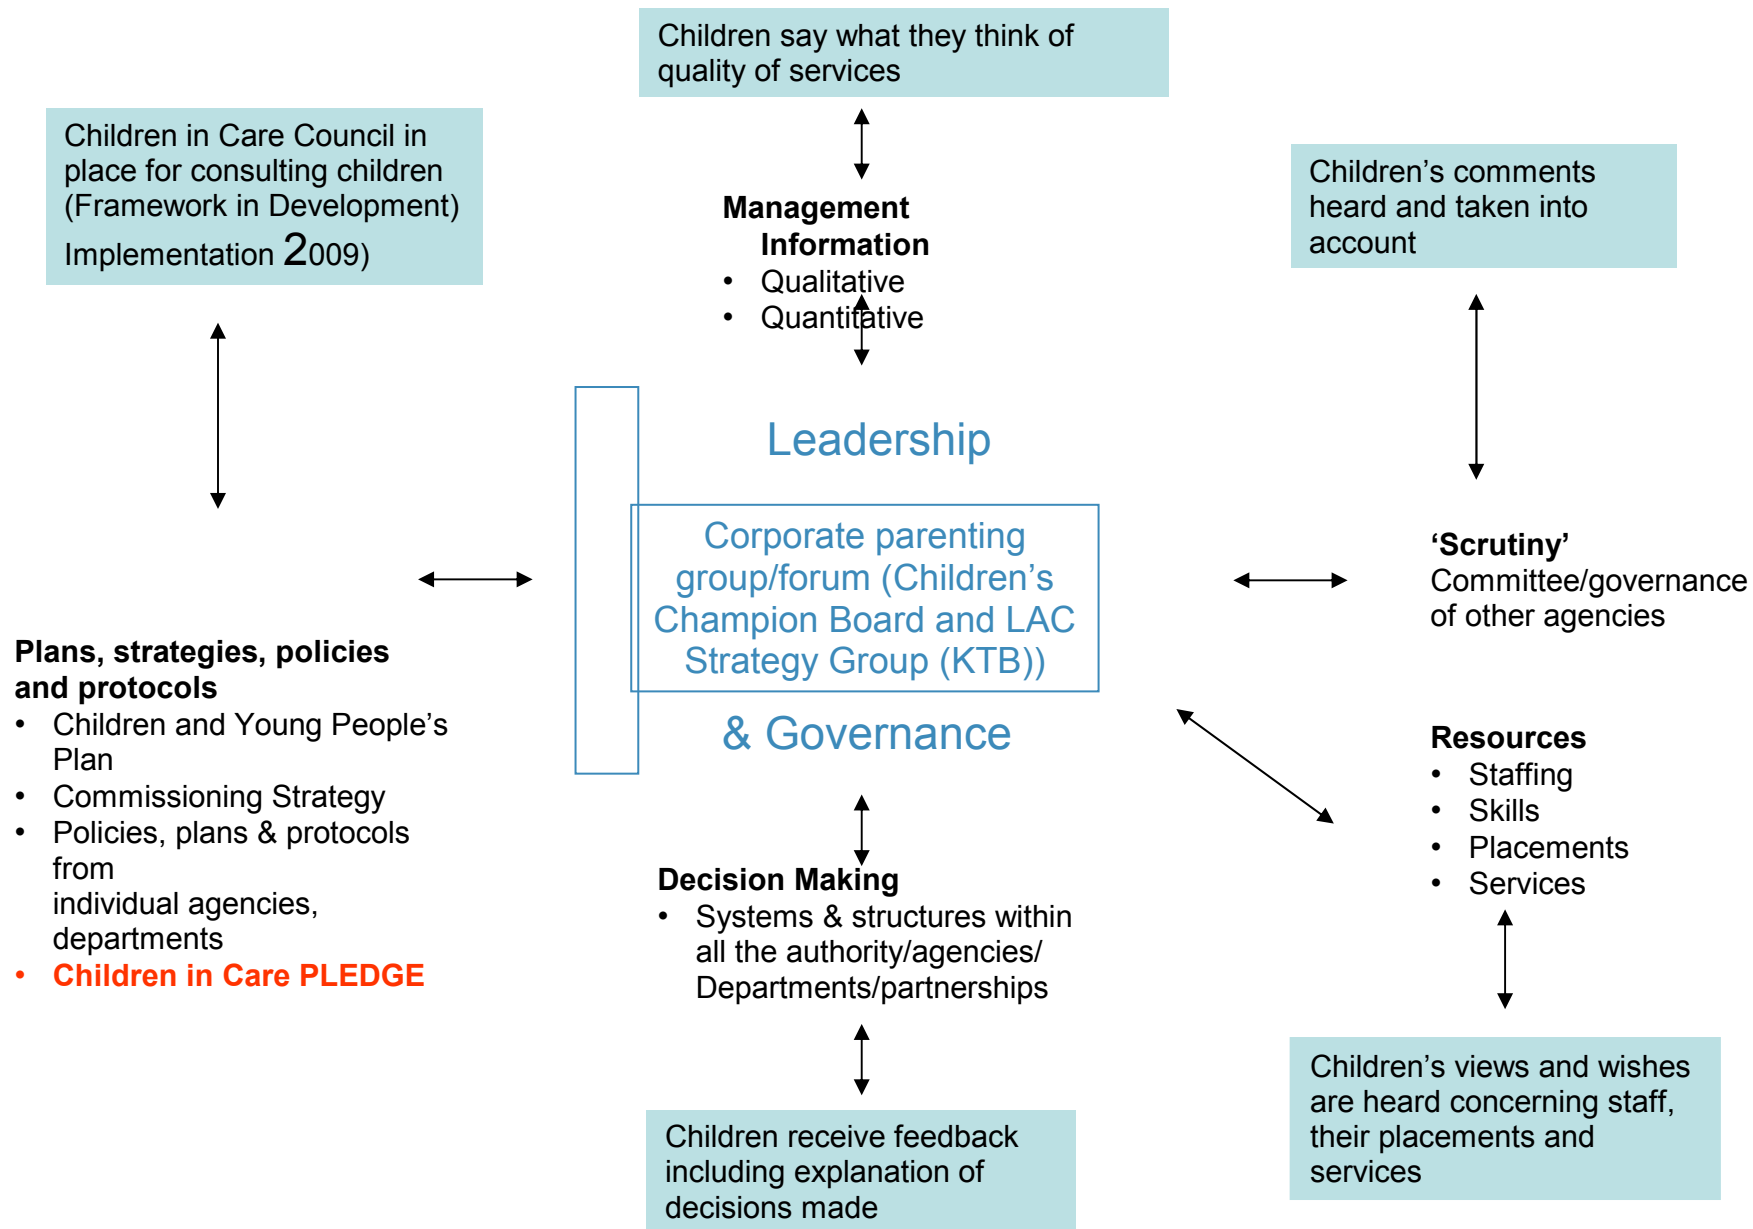 Children say what they think of
quality of services
Children in Care Council in
place for consulting children
(Framework in Development)
Implementation 2009)
Children’s comments
heard and taken into
account
Management
Information
• Qualitative
• Quantitative
Leadership
Corporate parenting
group/forum (Children’s
Champion Board and LAC
Strategy Group (KTB))
& Governance
‘Scrutiny’
Committee/governance
of other agencies
Plans, strategies, policies
and protocols
• Children and Young People’s
Plan
• Commissioning Strategy
• Policies, plans & protocols
from
individual agencies,
departments
• Children in Care PLEDGE
Resources
• Staffing
• Skills
• Placements
• Services
Decision Making
• Systems & structures within
all the authority/agencies/
Departments/partnerships
Children’s views and wishes
are heard concerning staff,
their placements and
services
Children receive feedback
including explanation of
decisions made